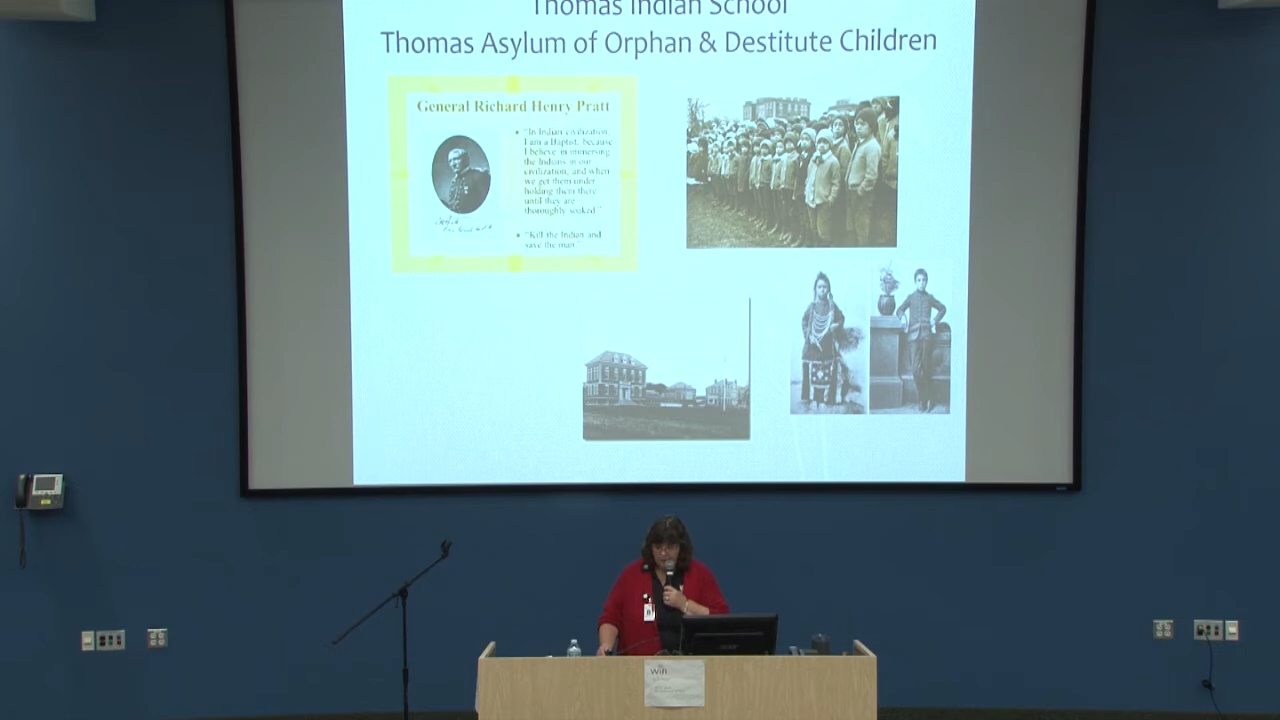 Thomas Indian School
Thomas Asylum of Orphan & Destitute Children
General Richard Henry Pratt
• "In Indian civilization,
I am a Baptist, because
I believe in immersing
the Indians in our
civilization, and when
we get them under
holding them there
until they are
thoroughly soaked"
• "Kill the Indian and
save the man."
Wifi